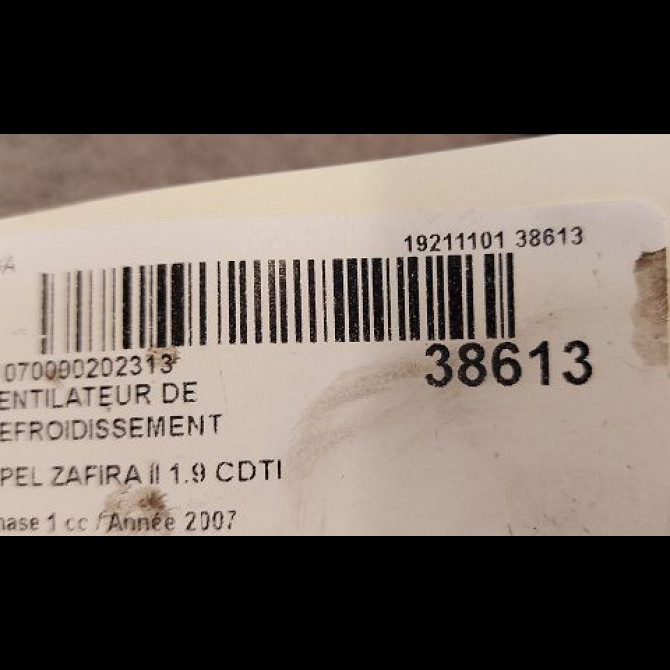 19211101 38613
070090202313
38613
ENTILATEUR DE
EFROIDISSEMENT
PEL ZAFIRA II 1.9 CDTI
hase 1 cc / Année 2007